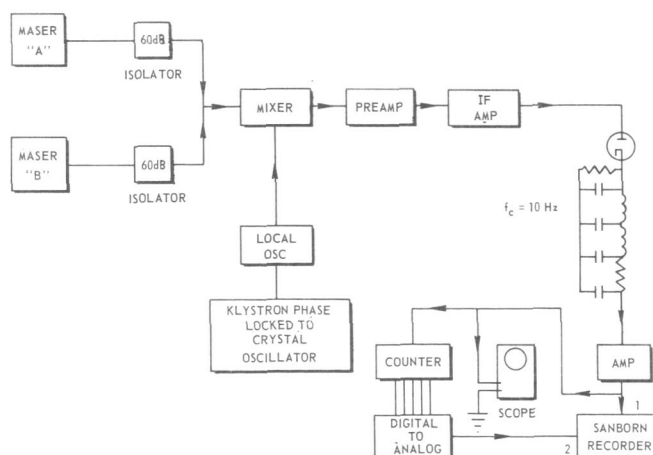 MASER
"A"
60dB
ISOLATOR
MIXER
PREAMP
IF
AMP
MASER
"B"
60dB
ISOLATOR
f_c = 10 Hz
LOCAL
OSC
KLYSTRON PHASE
LOCKED TO
CRYSTAL
OSCILLATOR
COUNTER
SCOPE
AMP
1
DIGITAL
TO
ANALOG
2
SANBORN
RECORDER